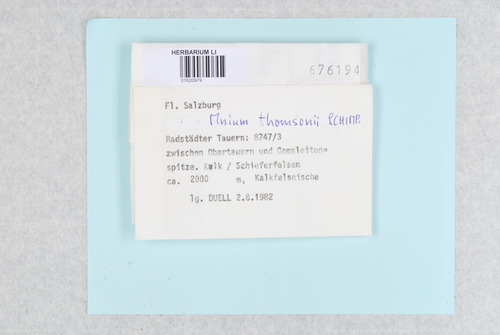 HERBARIUM LI
01620979
676194
Fl. Salzburg
Mnium thomsonii SCHIMP.
Radstädter Tauern: 8747/3
zwischen Obertauern und Gamsleiten=
spitze. Kalk / Schieferfelsen
ca. 2000 m, Kalkfelsnische
lg. DUELL 2.8.1982